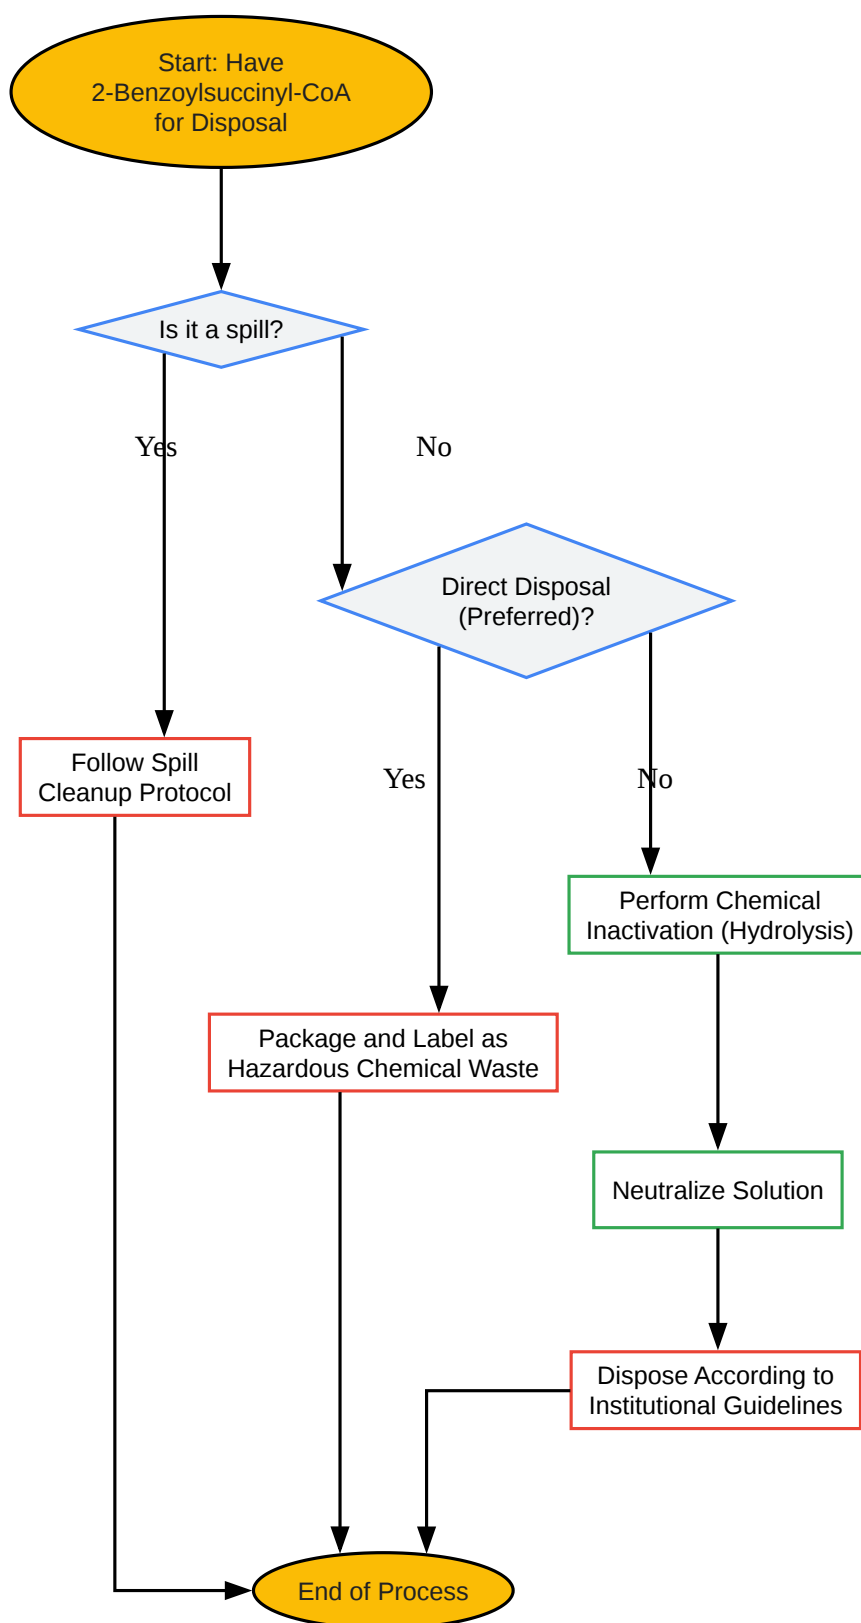 Start: Have
2-Benzoylsuccinyl-CoA
for Disposal
Is it a spill?
Yes
No
Direct Disposal
(Preferred)?
Follow Spill
Cleanup Protocol
Yes
No
Perform Chemical
Inactivation (Hydrolysis)
Package and Label as
Hazardous Chemical Waste
Neutralize Solution
Dispose According to
Institutional Guidelines
End of Process